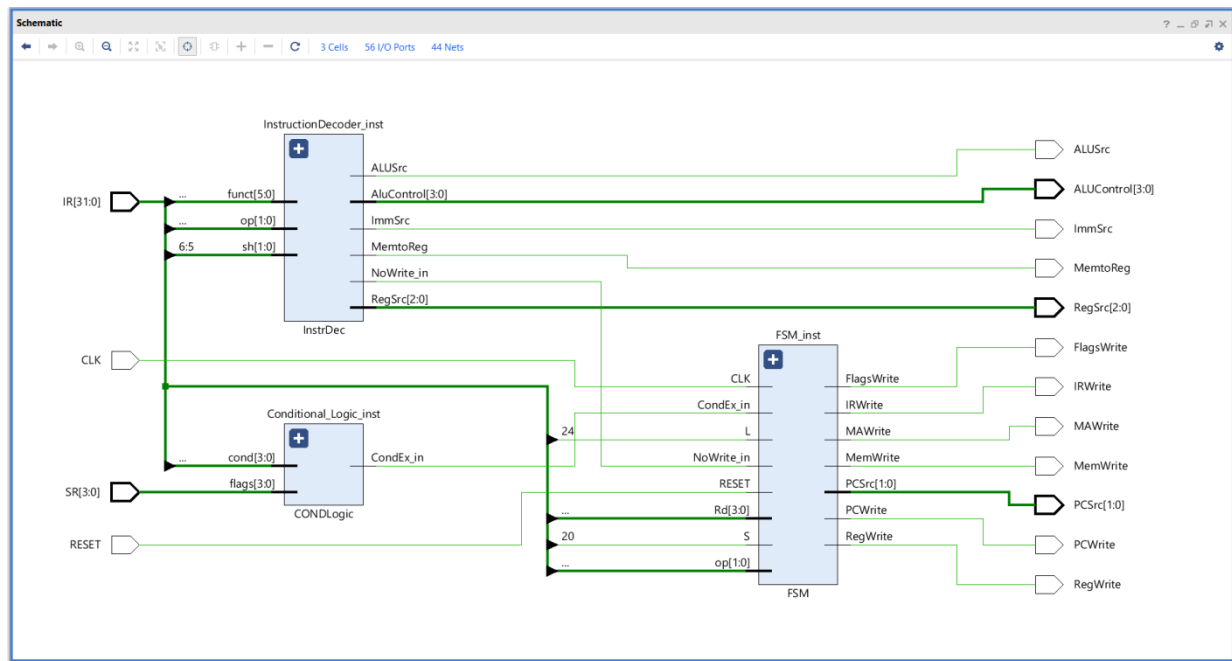 Schematic
3 Cells 56 I/O Ports 44 Nets
InstructionDecoder_inst
IR[31:0]
... funct[5:0]
... op[1:0]
6:5 sh[1:0]
ALUSrc
AluControl[3:0]
ImmSrc
MemtoReg
NoWrite_in
RegSrc[2:0]
InstrDec
CLK
Conditional_Logic_inst
... cond[3:0]
SR[3:0]
flags[3:0]
CondEx_in
CONDLogic
RESET
FSM_inst
CLK
CondEx_in
24 L
NoWrite_in
RESET
... Rd[3:0]
20 S
... op[1:0]
FlagsWrite
IRWrite
MAWrite
MemWrite
PCSrc[1:0]
PCWrite
RegWrite
FSM
ALUSrc
ALUControl[3:0]
ImmSrc
MemtoReg
RegSrc[2:0]
FlagsWrite
IRWrite
MAWrite
MemWrite
PCSrc[1:0]
PCWrite
RegWrite